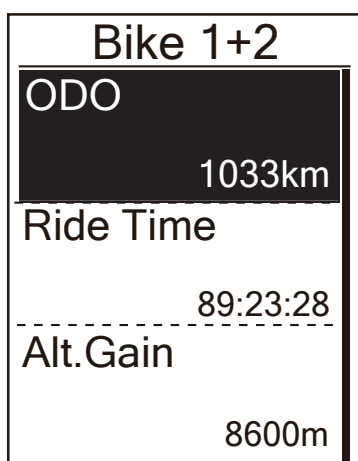 Bike 1+2
ODO
1033km
Ride Time
89:23:28
Alt.Gain
8600m